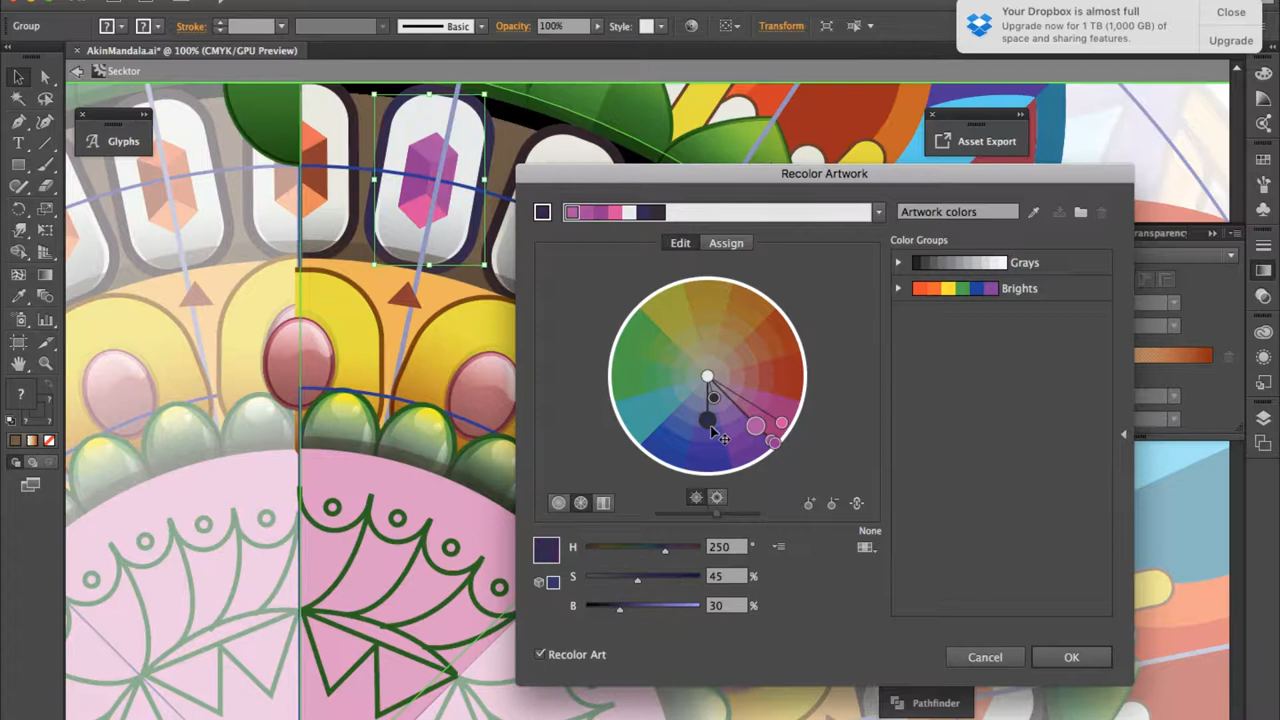 Group
Stroke:
Basic
Opacity: 100%
Style:
Transform
Your Dropbox is almost full
Upgrade now for 1 TB (1,000 GB) of
space and sharing features.
Close
Upgrade
AkinMandala.ai* @ 100% (CMYK/GPU Preview)
Secktor
Glyphs
Asset Export
Recolor Artwork
Artwork colors
Edit
Assign
Color Groups
Grays
Brights
ransparency
None
H 250 °
S 45 %
B 30 %
Recolor Art
Cancel
OK
Pathfinder